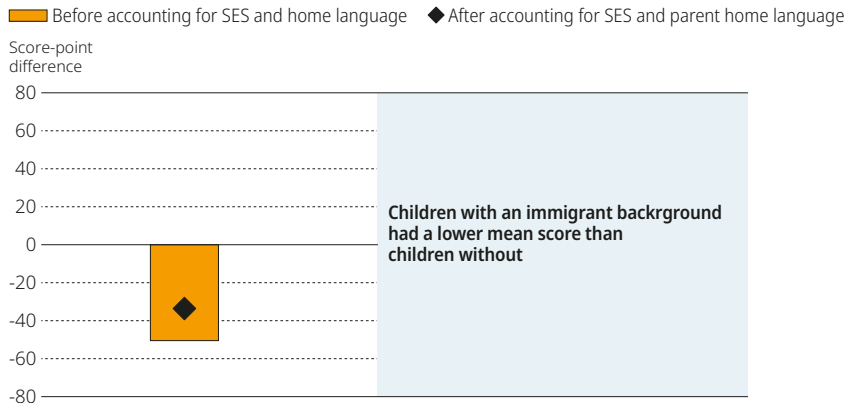 Before accounting for SES and home language After accounting for SES and parent home language
Score-point
difference
80
60
40
20
0
-20
-40
-60
-80
Children with an immigrant backrground
had a lower mean score than
children without